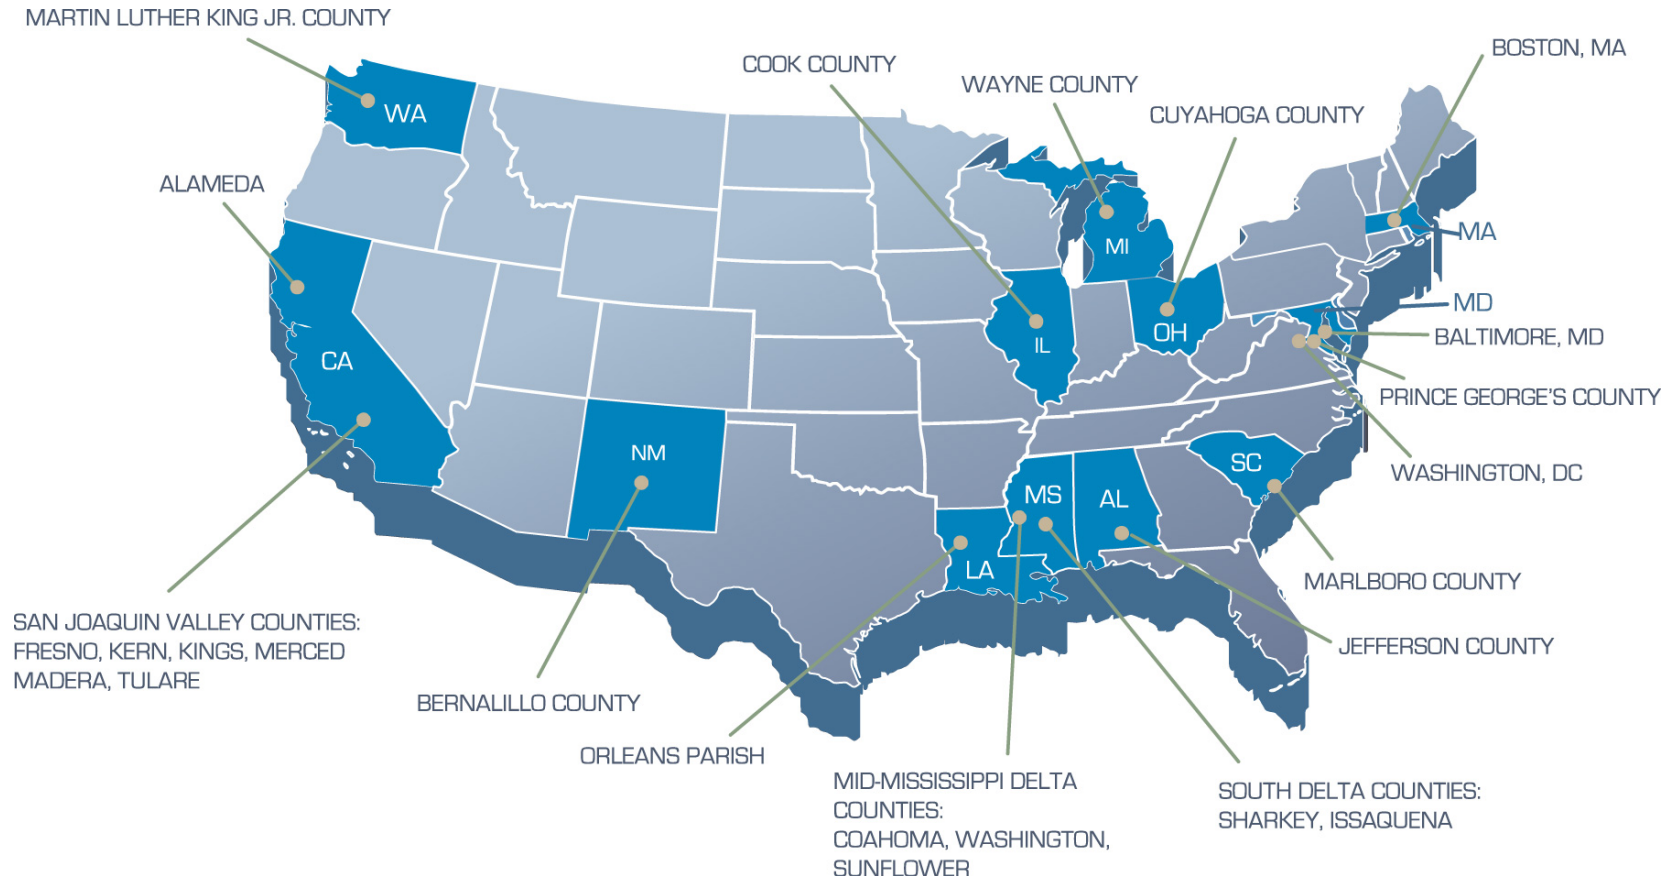 MARTIN LUTHER KING JR. COUNTY
BOSTON, MA
COOK COUNTY
WAYNE COUNTY
CUYAHOGA COUNTY
WA
ALAMEDA
MA
MI
MD
OH
IL
BALTIMORE, MD
CA
PRINCE GEORGE'S COUNTY
NM
SC
WASHINGTON, DC
MS
AL
LA
MARLBORO COUNTY
SAN JOAQUIN VALLEY COUNTIES:
FRESNO, KERN, KINGS, MERCED
MADERA, TULARE
JEFFERSON COUNTY
BERNALILLO COUNTY
ORLEANS PARISH
MID-MISSISSIPPI DELTA
COUNTIES:
COAHOMA, WASHINGTON,
SUNFLOWER
SOUTH DELTA COUNTIES:
SHARKEY, ISSAQUENA